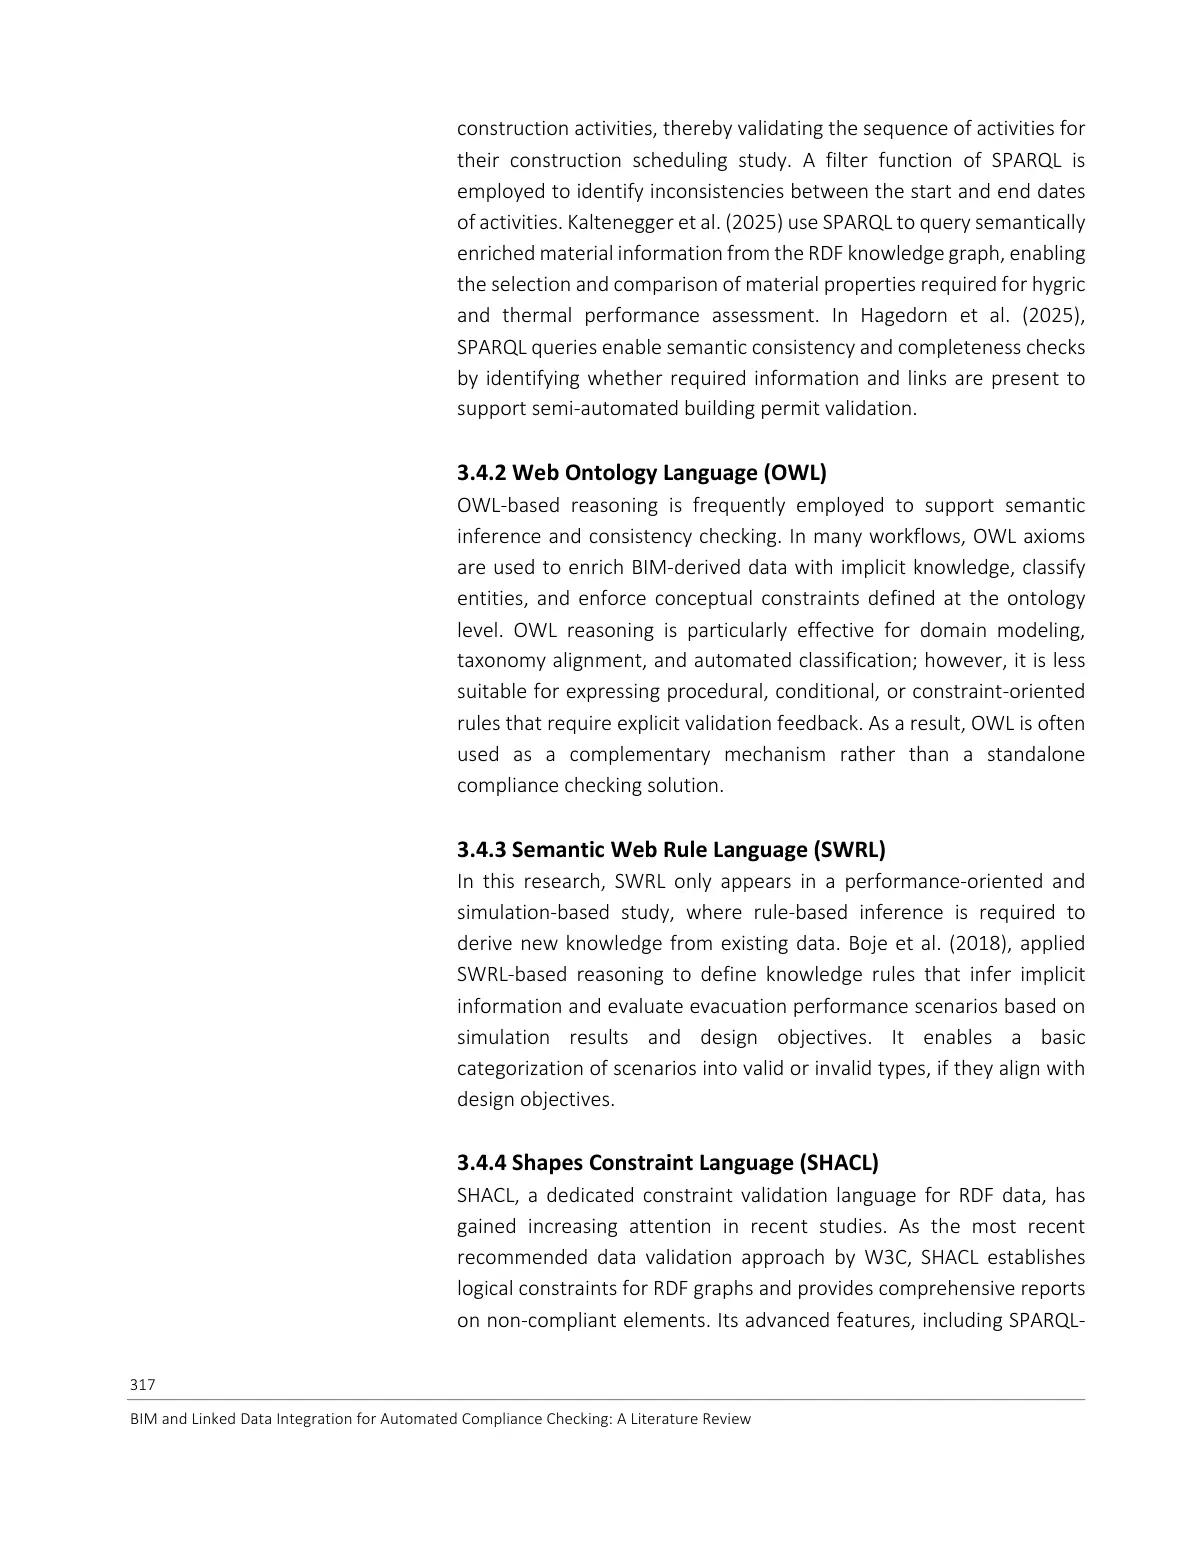 construction activities, thereby validating the sequence of activities for
their construction scheduling study. A filter function of SPARQL is
employed to identify inconsistencies between the start and end dates
of activities. Kaltenegger et al. (2025) use SPARQL to query semantically
enriched material information from the RDF knowledge graph, enabling
the selection and comparison of material properties required for hygric
and thermal performance assessment. In Hagedorn et al. (2025),
SPARQL queries enable semantic consistency and completeness checks
by identifying whether required information and links are present to
support semi-automated building permit validation.
3.4.2 Web Ontology Language (OWL)
OWL-based reasoning is frequently employed to support semantic
inference and consistency checking. In many workflows, OWL axioms
are used to enrich BIM-derived data with implicit knowledge, classify
entities, and enforce conceptual constraints defined at the ontology
level. OWL reasoning is particularly effective for domain modeling,
taxonomy alignment, and automated classification; however, it is less
suitable for expressing procedural, conditional, or constraint-oriented
rules that require explicit validation feedback. As a result, OWL is often
used as a complementary mechanism rather than a standalone
compliance checking solution.
3.4.3 Semantic Web Rule Language (SWRL)
In this research, SWRL only appears in a performance-oriented and
simulation-based study, where rule-based inference is required to
derive new knowledge from existing data. Boje et al. (2018), applied
SWRL-based reasoning to define knowledge rules that infer implicit
information and evaluate evacuation performance scenarios based on
simulation results and design objectives. It enables a basic
categorization of scenarios into valid or invalid types, if they align with
design objectives.
3.4.4 Shapes Constraint Language (SHACL)
SHACL, a dedicated constraint validation language for RDF data, has
gained increasing attention in recent studies. As the most recent
recommended data validation approach by W3C, SHACL establishes
logical constraints for RDF graphs and provides comprehensive reports
on non-compliant elements. Its advanced features, including SPARQL-
317
BIM and Linked Data Integration for Automated Compliance Checking: A Literature Review